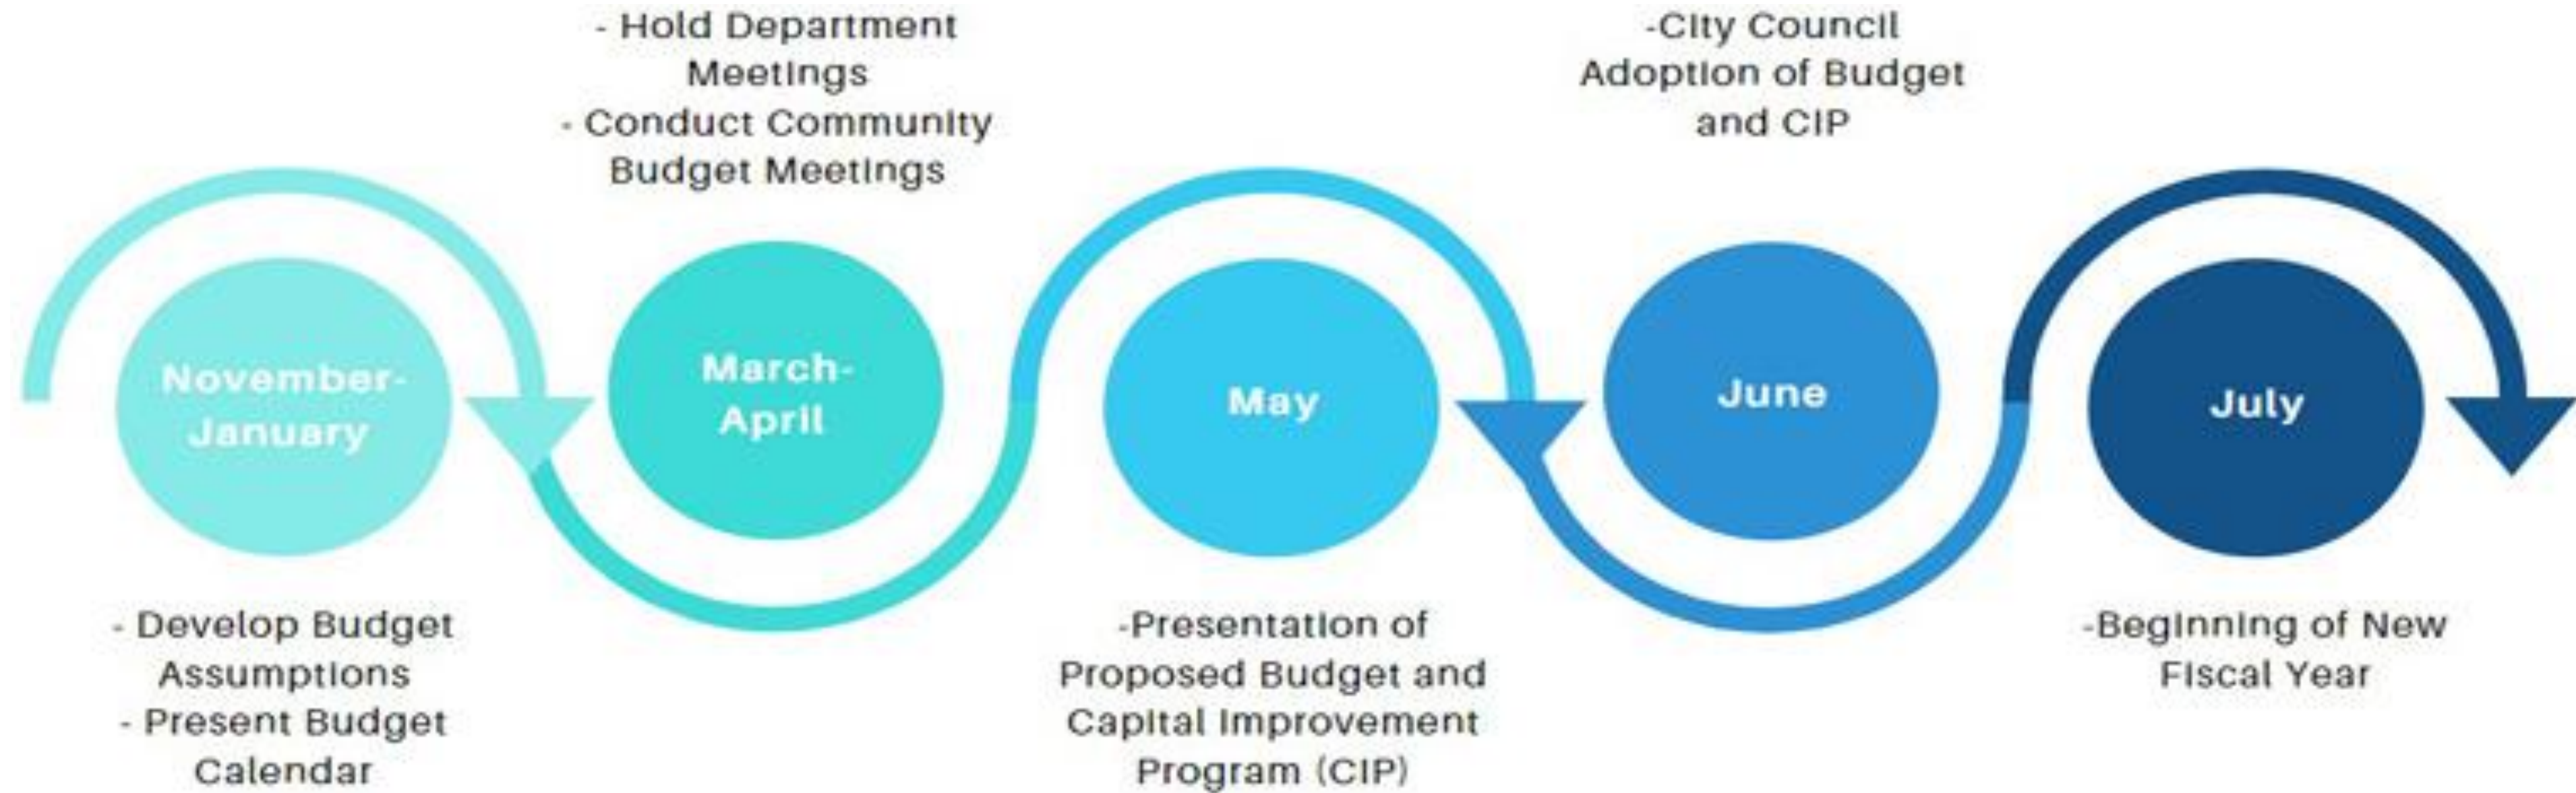 November-
January
- Develop Budget
Assumptions
- Present Budget
Calendar
- Hold Department
Meetings
- Conduct Community
Budget Meetings
March-
April
May
-Presentation of
Proposed Budget and
Capital Improvement
Program (CIP)
-City Council
Adoption of Budget
and CIP
June
July
-Beginning of New
Fiscal Year